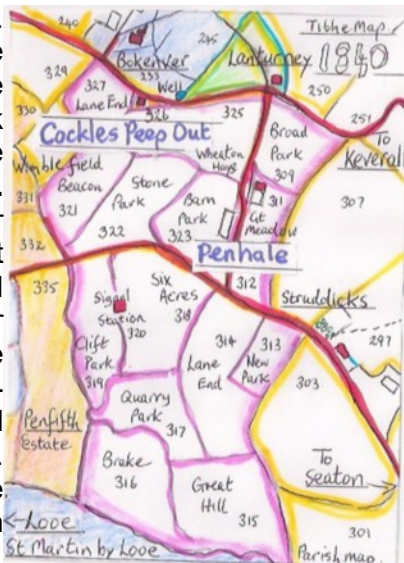 240
Tithe Map
1840
245
Bokenver
Lanturney
329
327
333
Well
250
Lane End
326
325
251
330
Cockles Peep Out
Broad
Park
309
To
Keveral
Wheaton
Hays
Wimble field
Beacon
Stone
Park
331
321
Barn
Park
311
307
Gt
meadow
322
323
332
Penhale
335
312
Six
Acres
318
Signal
Station
320
Struddicks
Clift
Park
319
314
313
Lane
End
New
Park
297
303
Quarry
Park
317
Penfifth
Estate
To
Seaton
Brake
316
Great
Hill
315
←Looe
301
St Martin by Looe
Parish map.